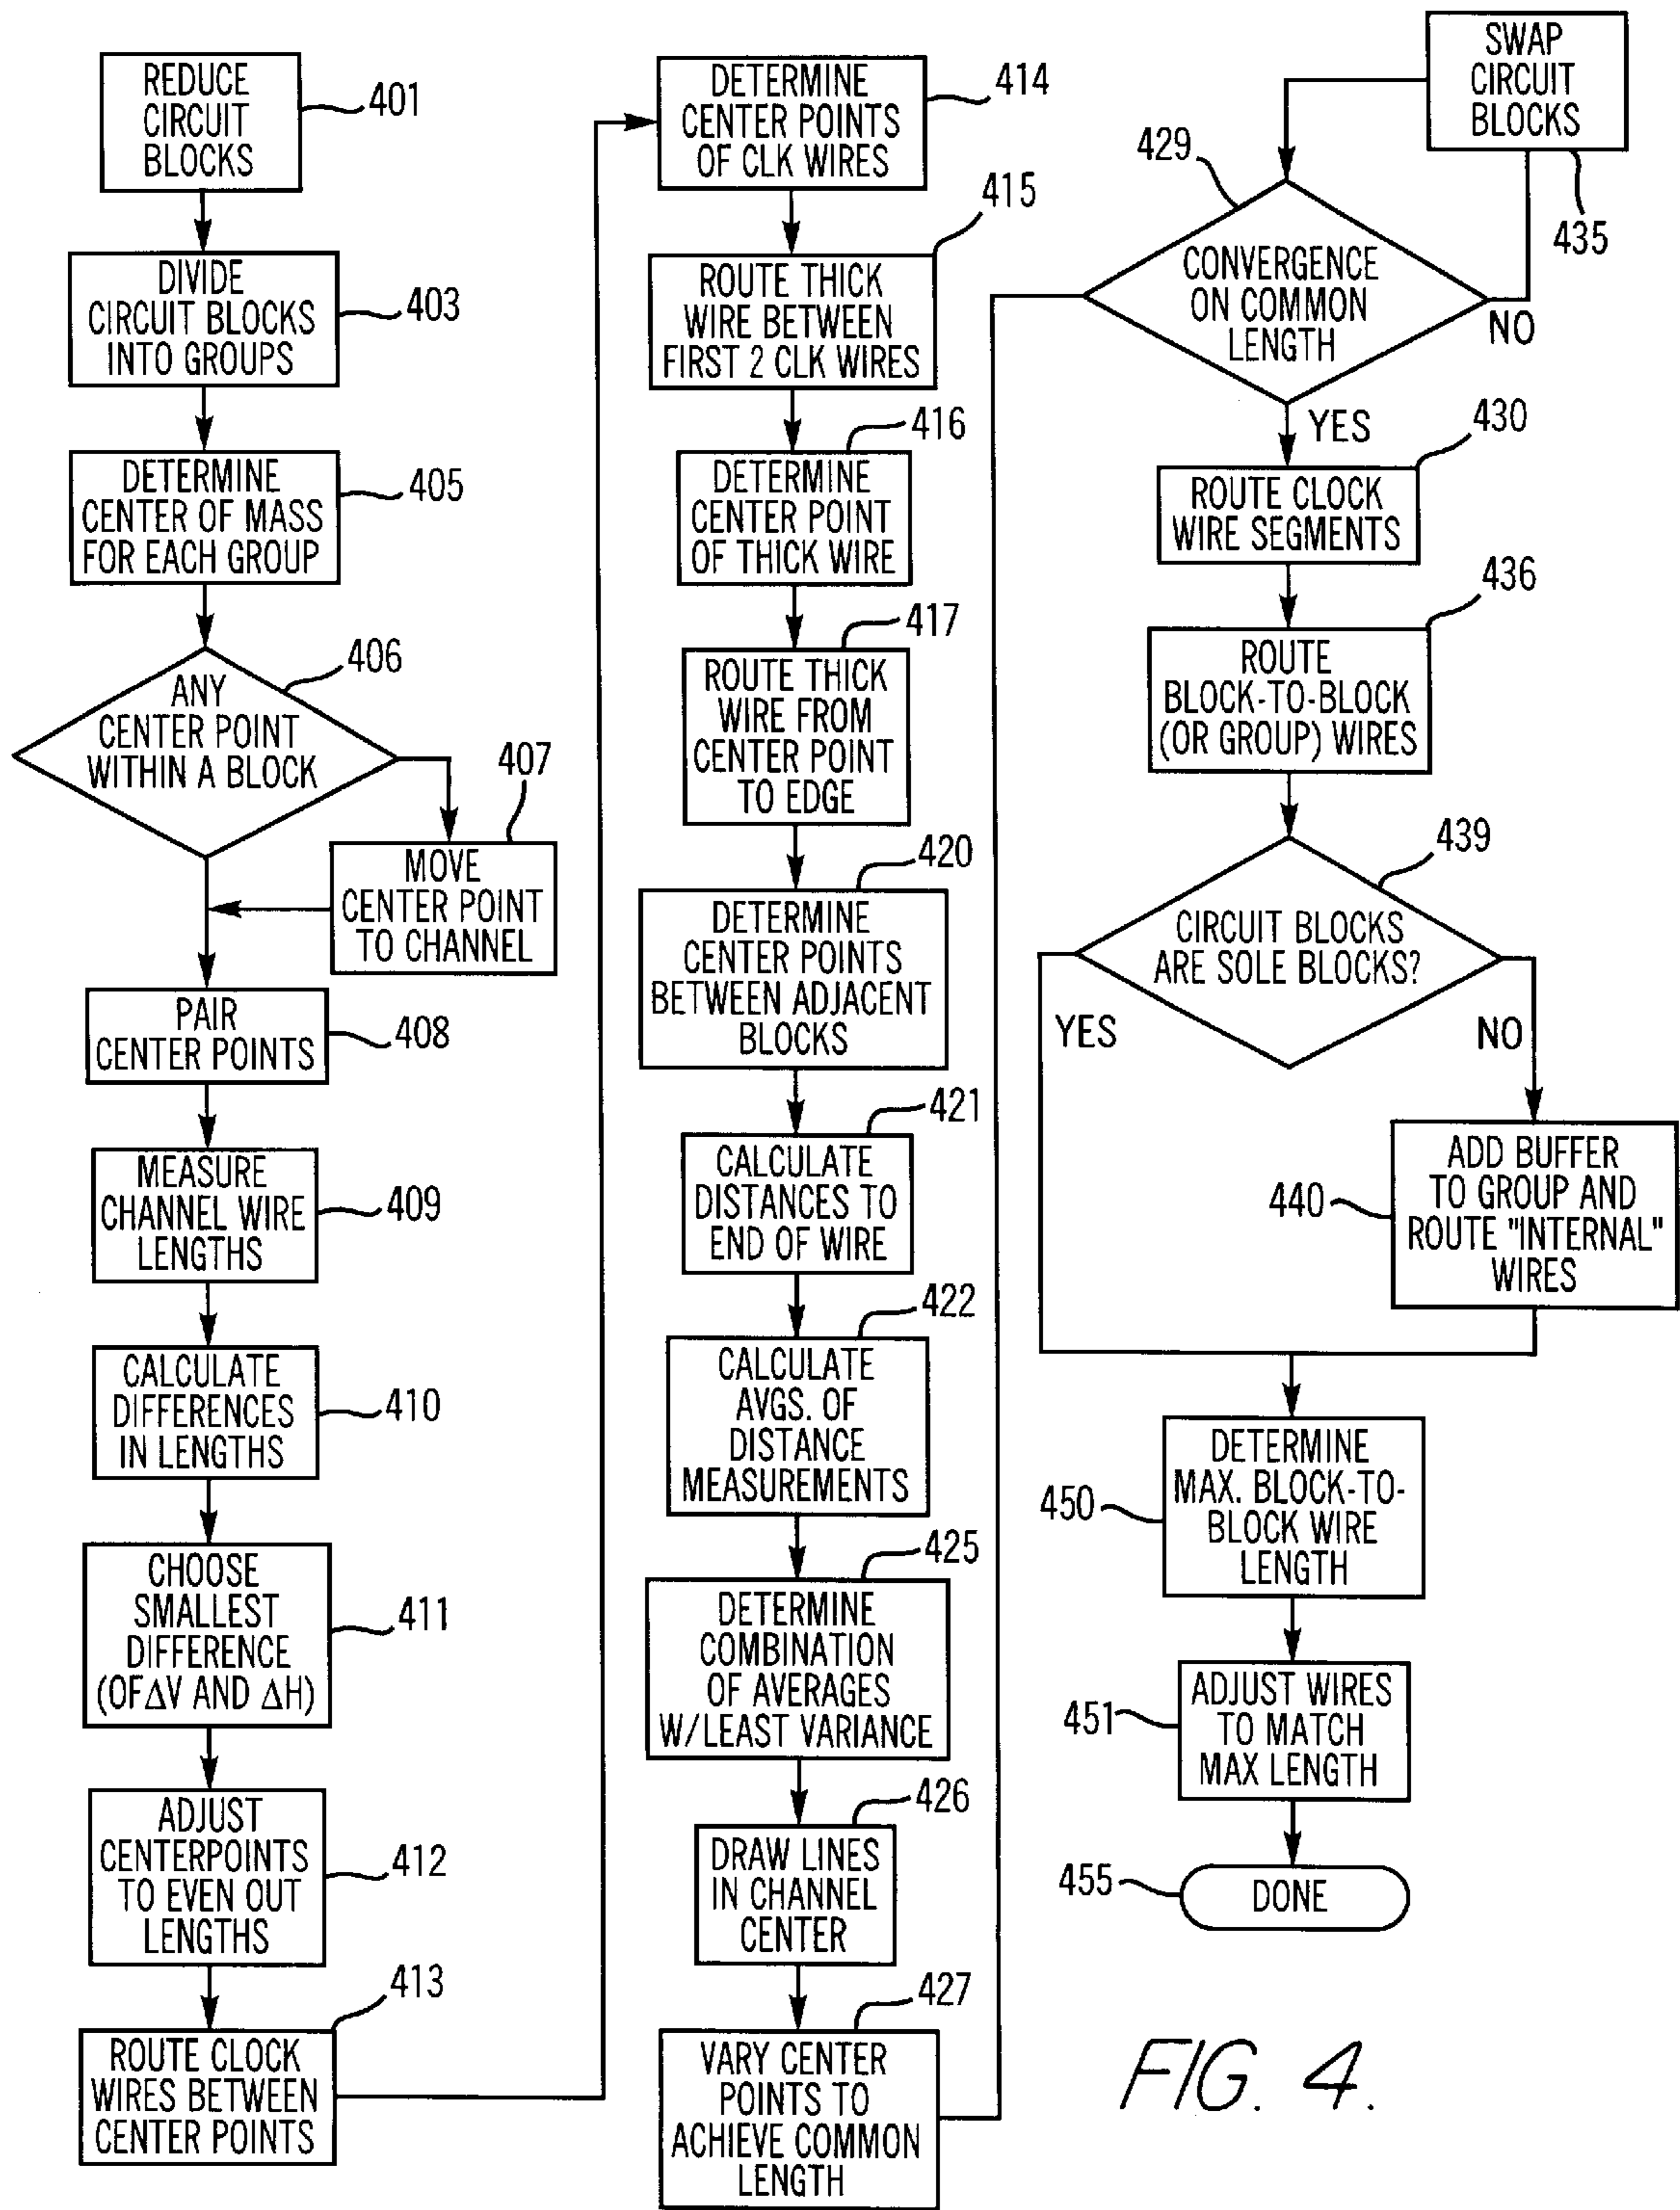 REDUCE
CIRCUIT
BLOCKS
401
DIVIDE
CIRCUIT BLOCKS
INTO GROUPS
403
DETERMINE
CENTER OF MASS
FOR EACH GROUP
405
ANY
CENTER POINT
WITHIN A BLOCK
406
407
MOVE
CENTER POINT
TO CHANNEL
PAIR
CENTER POINTS
408
MEASURE
CHANNEL WIRE
LENGTHS
409
CALCULATE
DIFFERENCES
IN LENGTHS
410
CHOOSE
SMALLEST
DIFFERENCE
(OF ΔV AND ΔH)
411
ADJUST
CENTERPOINTS
TO EVEN OUT
LENGTHS
412
413
ROUTE CLOCK
WIRES BETWEEN
CENTER POINTS
DETERMINE
CENTER POINTS
OF CLK WIRES
414
415
ROUTE THICK
WIRE BETWEEN
FIRST 2 CLK WIRES
416
DETERMINE
CENTER POINT
OF THICK WIRE
417
ROUTE THICK
WIRE FROM
CENTER POINT
TO EDGE
420
DETERMINE
CENTER POINTS
BETWEEN ADJACENT
BLOCKS
421
CALCULATE
DISTANCES TO
END OF WIRE
422
CALCULATE
AVGS. OF
DISTANCE
MEASUREMENTS
425
DETERMINE
COMBINATION
OF AVERAGES
W/LEAST VARIANCE
426
DRAW LINES
IN CHANNEL
CENTER
427
VARY CENTER
POINTS TO
ACHIEVE COMMON
LENGTH
SWAP
CIRCUIT
BLOCKS
435
429
CONVERGENCE
ON COMMON
LENGTH
NO
YES
430
ROUTE CLOCK
WIRE SEGMENTS
436
ROUTE
BLOCK-TO-BLOCK
(OR GROUP) WIRES
439
CIRCUIT BLOCKS
ARE SOLE BLOCKS?
YES
NO
440
ADD BUFFER
TO GROUP AND
ROUTE "INTERNAL"
WIRES
450
DETERMINE
MAX. BLOCK-TO-
BLOCK WIRE
LENGTH
451
ADJUST WIRES
TO MATCH
MAX LENGTH
455
DONE
FIG. 4.